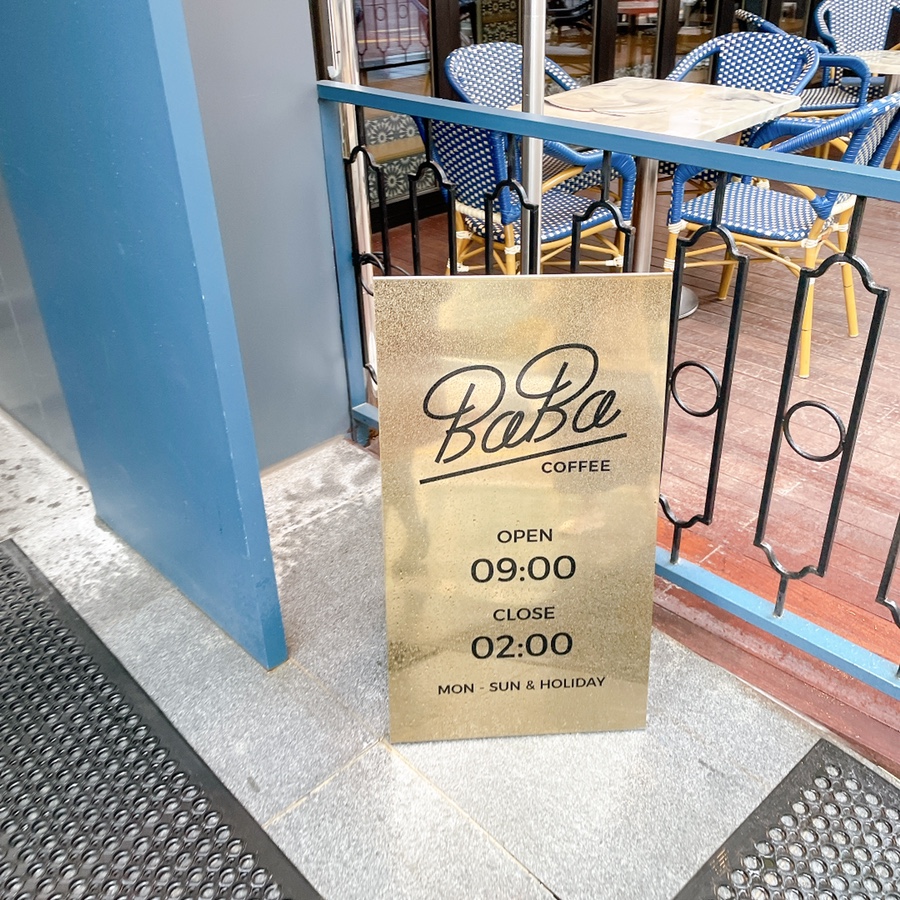 BaBa
COFFEE
OPEN
09:00
CLOSE
02:00
MON - SUN & HOLIDAY